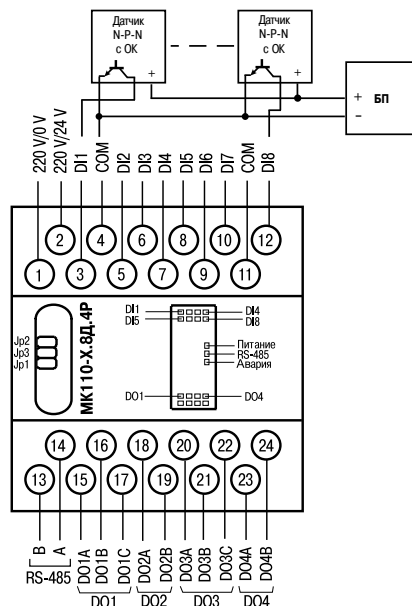 Датчик
N-P-N
с ОК
+
Датчик
N-P-N
с ОК
+
+
–
БП
220 V/0 V
220 V/24 V
DI1
COM
DI2
DI3
DI4
DI5
DI6
DI7
COM
DI8
2
4
6
8
10
12
1
3
5
7
9
11
Jp2
Jp3
Jp1
МК110-Х.8Д.4Р
DI1
DI5
DI4
DI8
Питание
RS-485
Авария
DO1
DO4
14
16
18
20
22
24
13
15
17
19
21
23
B
A
DO1A
DO1B
DO1C
DO2A
DO2B
DO3A
DO3B
DO3C
DO4A
DO4B
RS-485
DO1
DO2
DO3
DO4